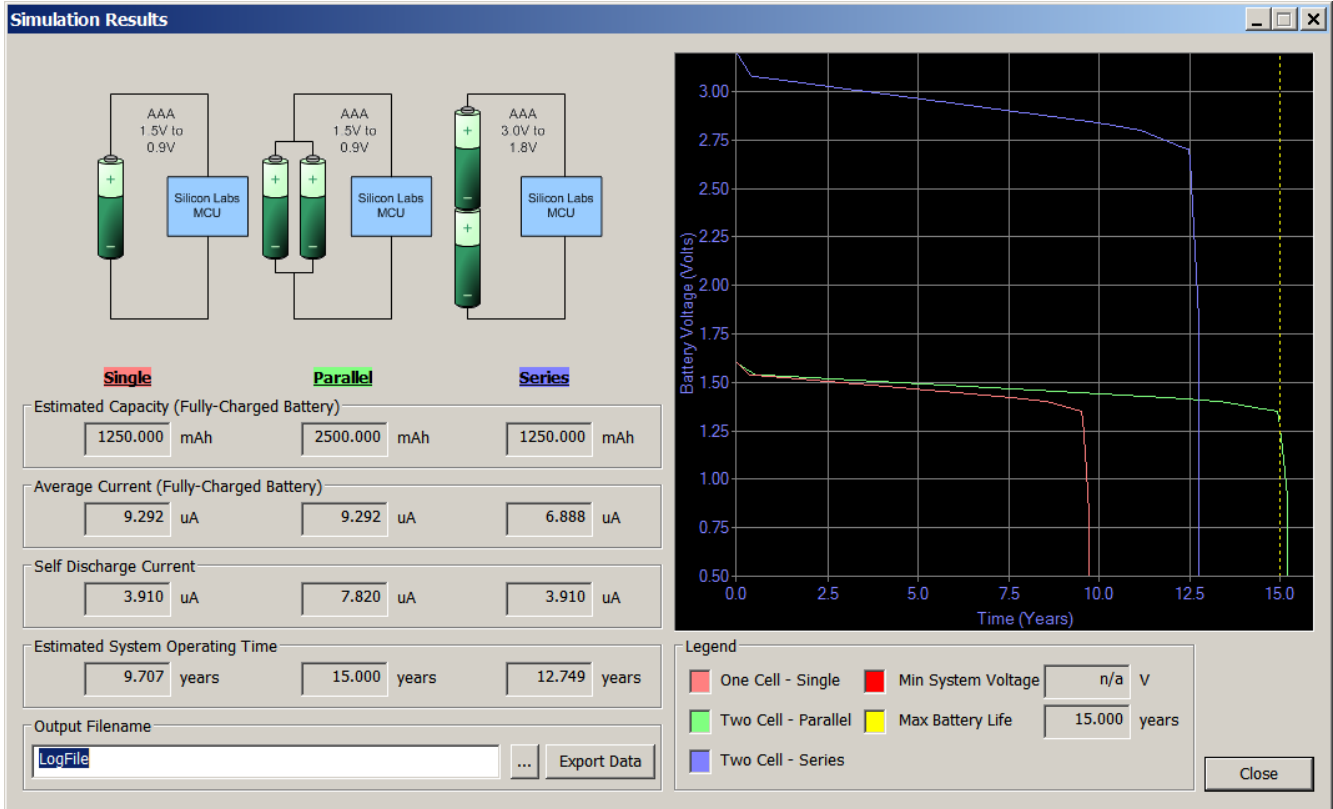 Simulation Results
AAA
1.5V to
0.9V
Silicon Labs
MCU
AAA
1.5V to
0.9V
Silicon Labs
MCU
AAA
3.0V to
1.8V
Silicon Labs
MCU
+
-
+
-
+
-
+
-
+
-
Single
Parallel
Series
Estimated Capacity (Fully-Charged Battery)
1250.000 mAh 2500.000 mAh 1250.000 mAh
Average Current (Fully-Charged Battery)
9.292 uA 9.292 uA 6.888 uA
Self Discharge Current
3.910 uA 7.820 uA 3.910 uA
Estimated System Operating Time
9.707 years 15.000 years 12.749 years
Output Filename
LogFile ... Export Data
Battery Voltage (Volts)
3.00
2.75
2.50
2.25
2.00
1.75
1.50
1.25
1.00
0.75
0.50
0.0 2.5 5.0 7.5 10.0 12.5 15.0
Time (Years)
Legend
One Cell - Single Min System Voltage n/a V
Two Cell - Parallel Max Battery Life 15.000 years
Two Cell - Series
Close